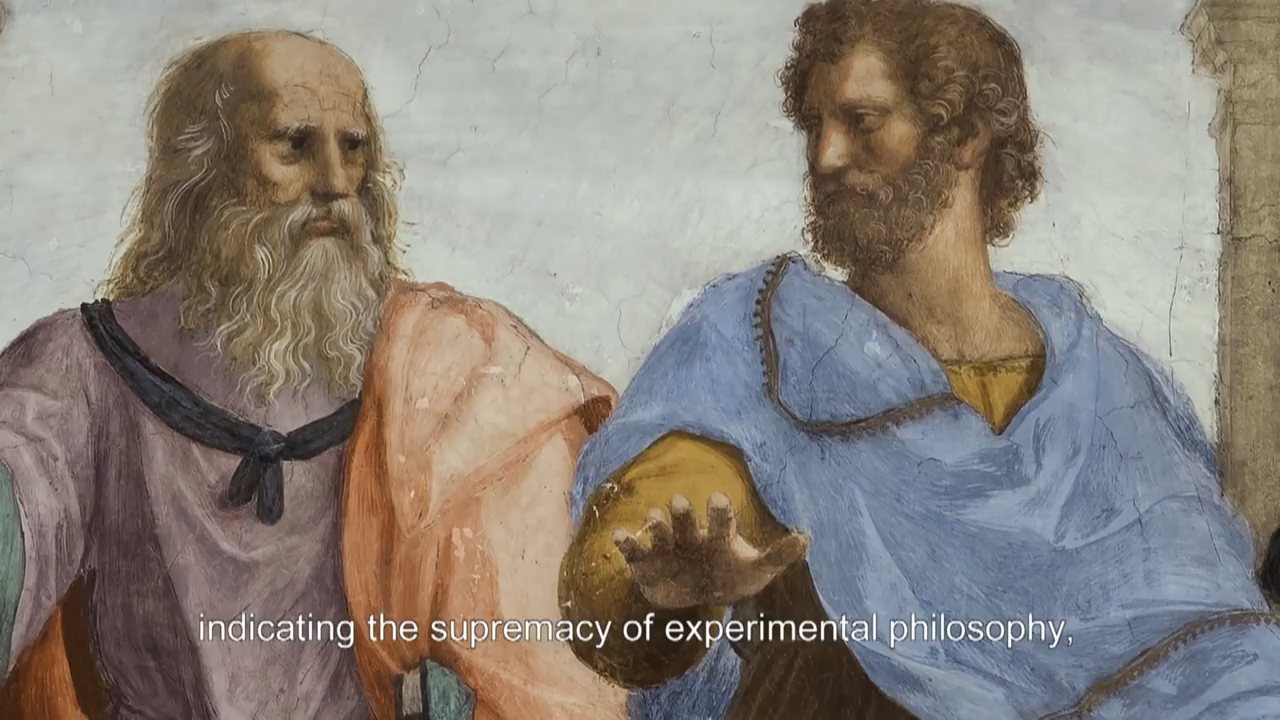 indicating the supremacy of experimental philosophy,